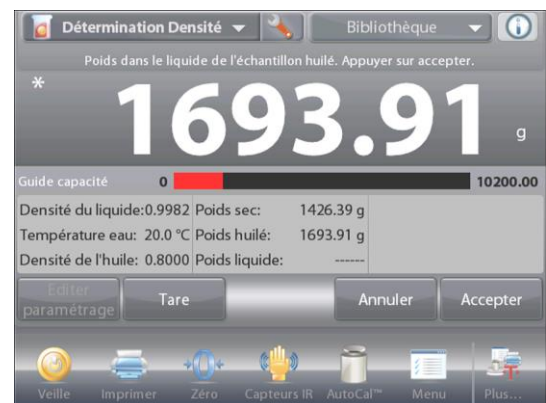 Détermination Densité Bibliothèque
Poids dans le liquide de l'échantillon huilé. Appuyer sur accepter.
* 1693.91 g
Guide capacité 0 10200.00
Densité du liquide:0.9982 Poids sec: 1426.39 g
Température eau: 20.0 °C Poids huilé: 1693.91 g
Densité de l'huile: 0.8000 Poids liquide: ------
Editer
paramétrage Tare Annuler Accepter
Veille Imprimer Zéro Capteurs IR AutoCal™ Menu Plus...